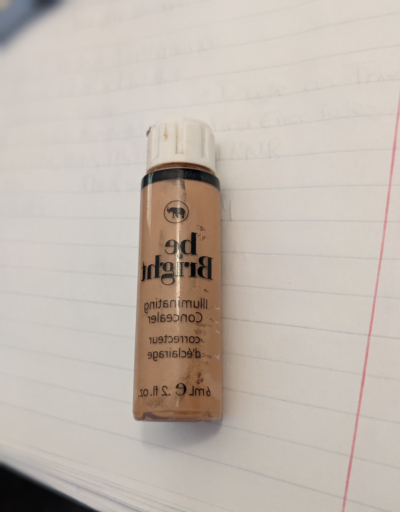 be
Bright
Illuminating
Concealer
correcteur
d'éclairage
6mL e .2 fl. oz.